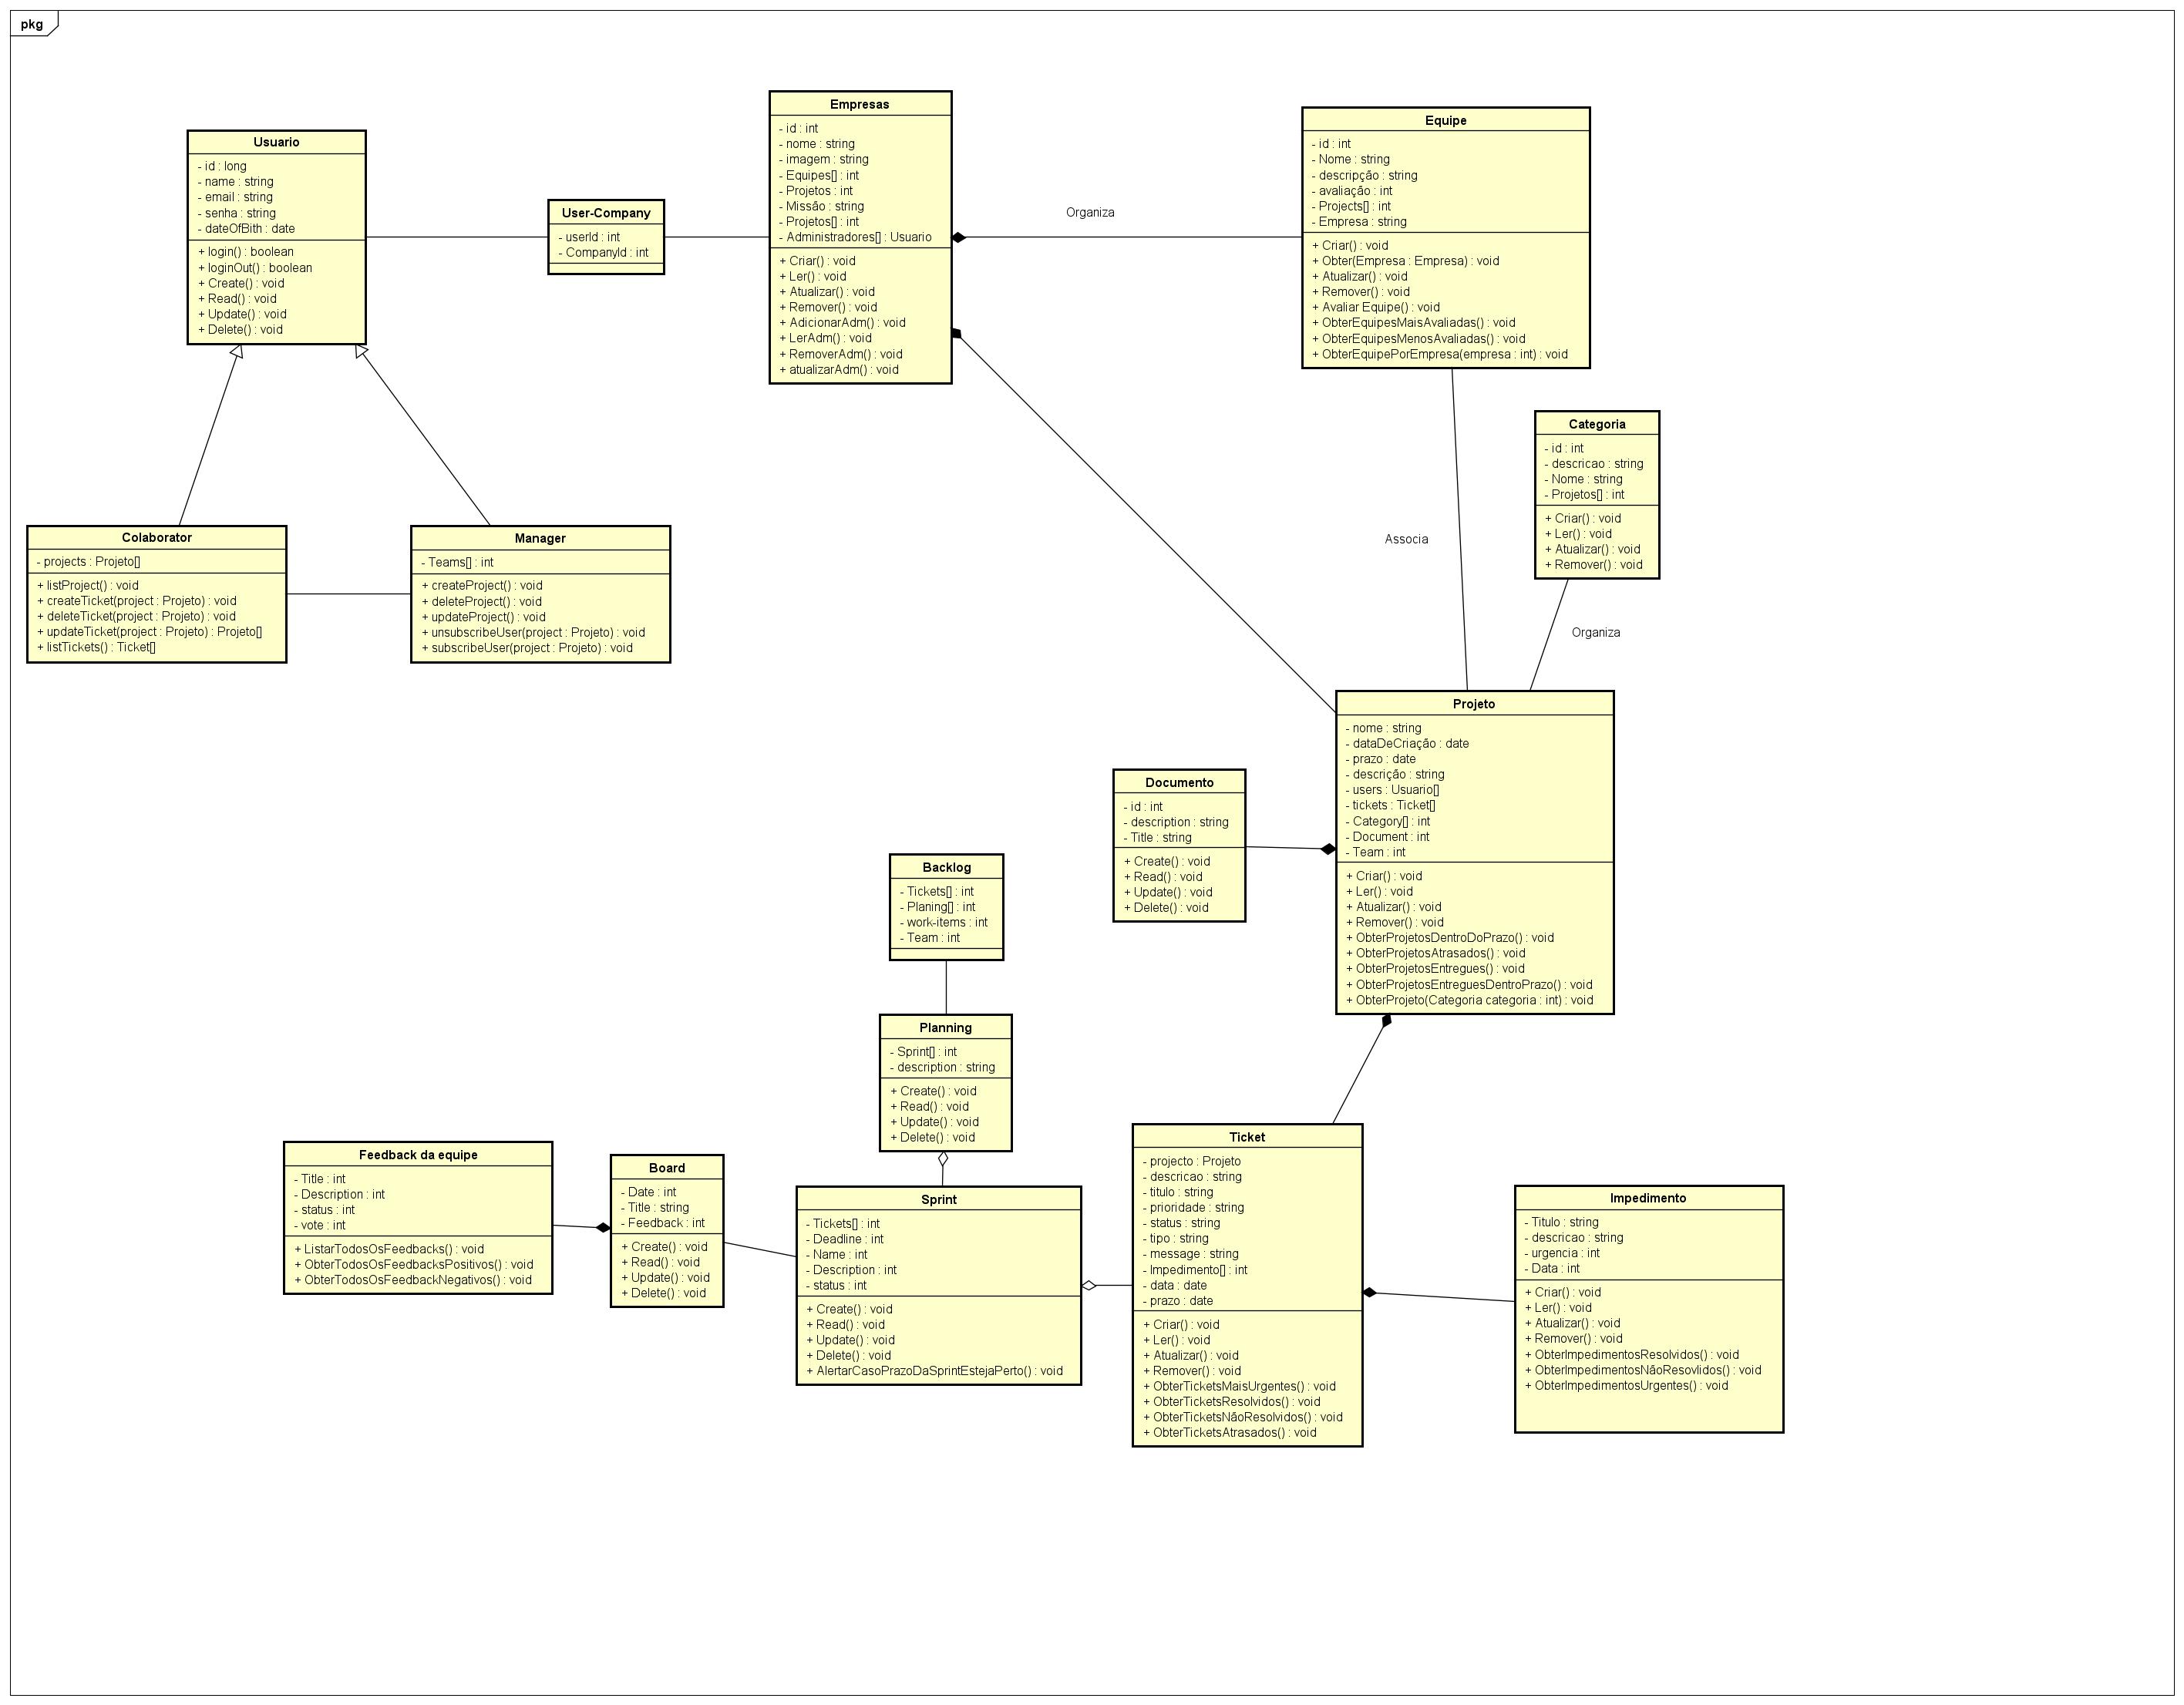 pkg
Usuario
- id : long
- name : string
- email : string
- senha : string
- dateOfBith : date
+ login() : boolean
+ loginOut() : boolean
+ Create() : void
+ Read() : void
+ Update() : void
+ Delete() : void
User-Company
- userId : int
- CompanyId : int
Empresas
- id : int
- nome : string
- imagem : string
- Equipes[] : int
- Projetos : int
- Missão : string
- Projetos[] : int
- Administradores[] : Usuario
+ Criar() : void
+ Ler() : void
+ Atualizar() : void
+ Remover() : void
+ AdicionarAdm() : void
+ LerAdm() : void
+ RemoverAdm() : void
+ atualizarAdm() : void
Organiza
Equipe
- id : int
- Nome : string
- descripção : string
- avaliação : int
- Projects[] : int
- Empresa : string
+ Criar() : void
+ Obter(Empresa : Empresa) : void
+ Atualizar() : void
+ Remover() : void
+ Avaliar Equipe() : void
+ ObterEquipesMaisAvaliadas() : void
+ ObterEquipesMenosAvaliadas() : void
+ ObterEquipePorEmpresa(empresa : int) : void
Categoria
- id : int
- descricao : string
- Nome : string
- Projetos[] : int
+ Criar() : void
+ Ler() : void
+ Atualizar() : void
+ Remover() : void
Associa
Organiza
Colaborator
- projects : Projeto[]
+ listProject() : void
+ createTicket(project : Projeto) : void
+ deleteTicket(project : Projeto) : void
+ updateTicket(project : Projeto) : Projeto[]
+ listTickets() : Ticket[]
Manager
- Teams[] : int
+ createProject() : void
+ deleteProject() : void
+ updateProject() : void
+ unsubscribeUser(project : Projeto) : void
+ subscribeUser(project : Projeto) : void
Projeto
- nome : string
- dataDeCriação : date
- prazo : date
- descrição : string
- users : Usuario[]
- tickets : Ticket[]
- Category[] : int
- Document : int
- Team : int
+ Criar() : void
+ Ler() : void
+ Atualizar() : void
+ Remover() : void
+ ObterProjetosDentroDoPrazo() : void
+ ObterProjetosAtrasados() : void
+ ObterProjetosEntregues() : void
+ ObterProjetosEntreguesDentroPrazo() : void
+ ObterProjeto(Categoria categoria : int) : void
Documento
- id : int
- description : string
- Title : string
+ Create() : void
+ Read() : void
+ Update() : void
+ Delete() : void
Backlog
- Tickets[] : int
- Planing[] : int
- work-items : int
- Team : int
Planning
- Sprint[] : int
- description : string
+ Create() : void
+ Read() : void
+ Update() : void
+ Delete() : void
Feedback da equipe
- Title : int
- Description : int
- status : int
- vote : int
+ ListarTodosOsFeedbacks() : void
+ ObterTodosOsFeedbacksPositivos() : void
+ ObterTodosOsFeedbackNegativos() : void
Board
- Date : int
- Title : string
- Feedback : int
+ Create() : void
+ Read() : void
+ Update() : void
+ Delete() : void
Sprint
- Tickets[] : int
- Deadline : int
- Name : int
- Description : int
- status : int
+ Create() : void
+ Read() : void
+ Update() : void
+ Delete() : void
+ AlertarCasoPrazoDaSprintEstejaPerto() : void
Ticket
- projecto : Projeto
- descricao : string
- titulo : string
- prioridade : string
- status : string
- tipo : string
- message : string
- Impedimento[] : int
- data : date
- prazo : date
+ Criar() : void
+ Ler() : void
+ Atualizar() : void
+ Remover() : void
+ ObterTicketsMaisUrgentes() : void
+ ObterTicketsResolvidos() : void
+ ObterTicketsNãoResolvidos() : void
+ ObterTicketsAtrasados() : void
Impedimento
- Titulo : string
- descricao : string
- urgencia : int
- Data : int
+ Criar() : void
+ Ler() : void
+ Atualizar() : void
+ Remover() : void
+ ObterImpedimentosResolvidos() : void
+ ObterImpedimentosNãoResovlidos() : void
+ ObterImpedimentosUrgentes() : void